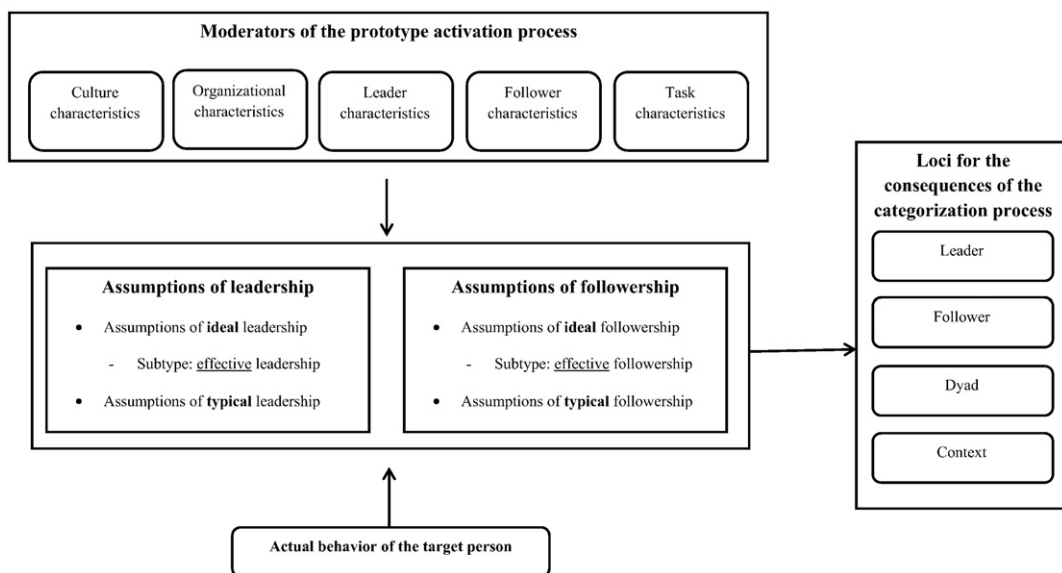 Moderators of the prototype activation process
Culture
characteristics
Organizational
characteristics
Leader
characteristics
Follower
characteristics
Task
characteristics
Assumptions of leadership
• Assumptions of ideal leadership
- Subtype: effective leadership
• Assumptions of typical leadership
Assumptions of followership
• Assumptions of ideal followership
- Subtype: effective followership
• Assumptions of typical followership
Loci for the
consequences of the
categorization process
Leader
Follower
Dyad
Context
Actual behavior of the target person